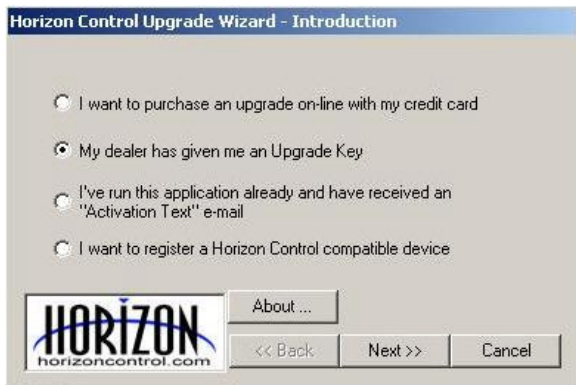 Horizon Control Upgrade Wizard - Introduction
I want to purchase an upgrade on-line with my credit card
My dealer has given me an Upgrade Key
I've run this application already and have received an
"Activation Text" e-mail
I want to register a Horizon Control compatible device
HORIZON
horizoncontrol.com
About ...
<< Back
Next >>
Cancel